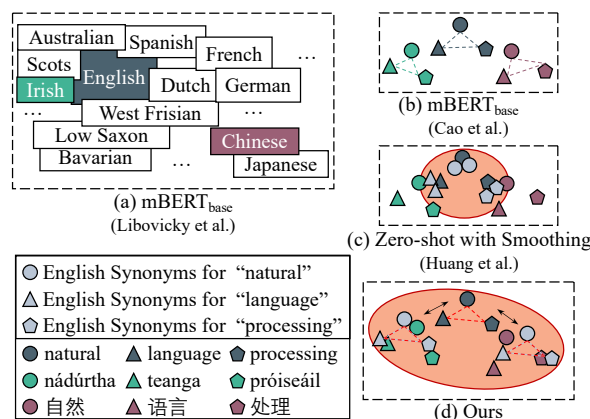 Australian
Spanish
French
Scots
English
…
Irish
Dutch
German
…
West Frisian
…
Low Saxon
Chinese
Bavarian
…
Japanese
(a) mBERTbase
(Libovicky et al.)
(b) mBERTbase
(Cao et al.)
(c) Zero-shot with Smoothing
(Huang et al.)
English Synonyms for “natural”
English Synonyms for “language”
English Synonyms for “processing”
natural language processing
nádúrtha teanga próiseáil
自然 语言 处理
(d) Ours